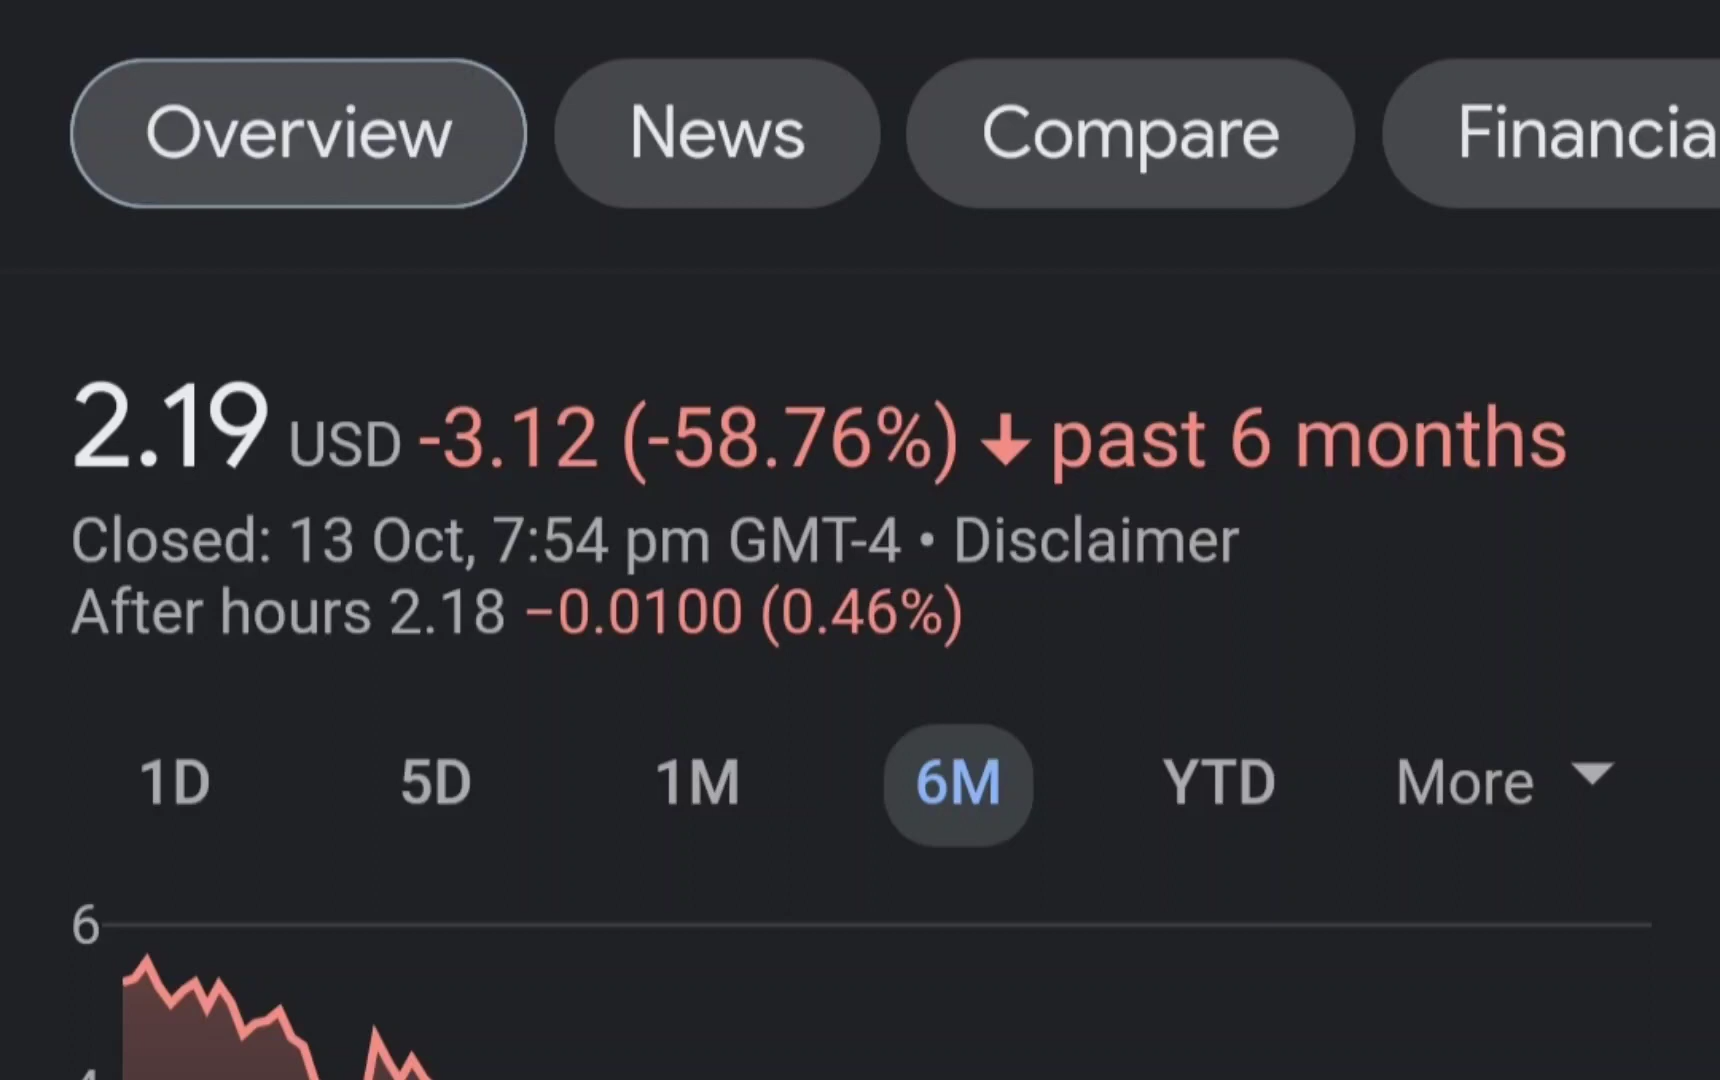 Overview News Compare Financia
2.19 USD -3.12 (-58.76%) ↓ past 6 months
Closed: 13 Oct, 7:54 pm GMT-4 • Disclaimer
After hours 2.18 −0.0100 (0.46%)
1D 5D 1M 6M YTD More
6
4